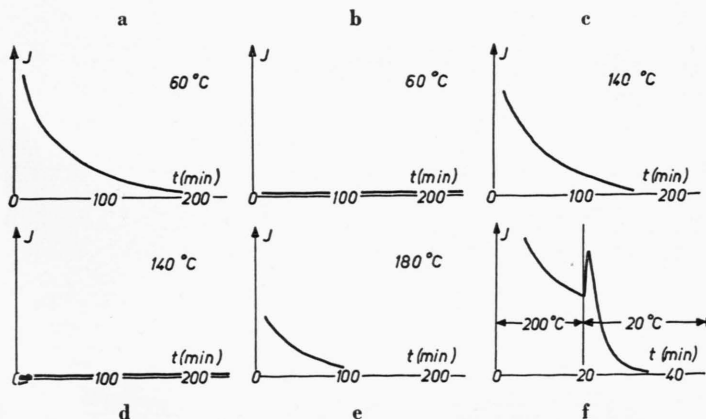 a b c
J 60 °C t (min) 0 100 200
J 60 °C t (min) 0 100 200
J 140 °C t (min) 0 100 200
J 140 °C t (min) 0 100 200
J 180 °C t (min) 0 100 200
J 200 °C 20 °C t (min) 0 20 40
d e f